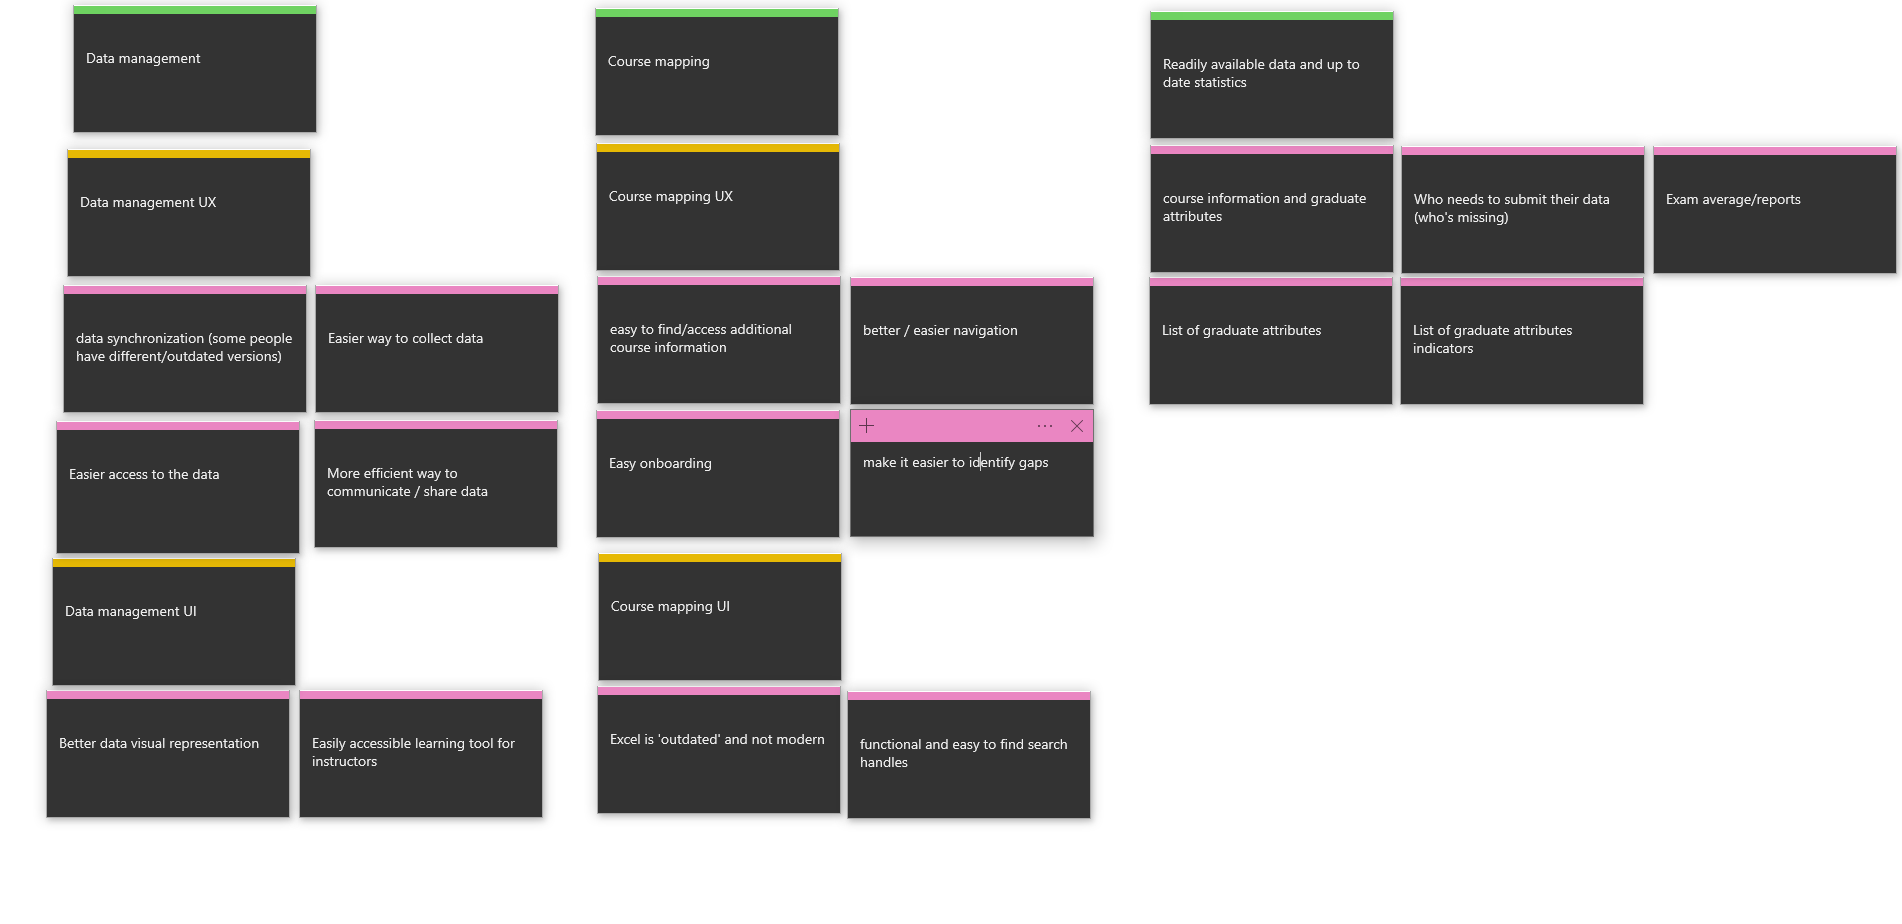 Data management
Data management UX
data synchronization (some people
have different/outdated versions)
Easier way to collect data
Easier access to the data
More efficient way to
communicate / share data
Data management UI
Better data visual representation
Easily accessible learning tool for
instructors
Course mapping
Course mapping UX
easy to find/access additional
course information
better / easier navigation
Easy onboarding
make it easier to identify gaps
Course mapping UI
Excel is 'outdated' and not modern
functional and easy to find search
handles
Readily available data and up to
date statistics
course information and graduate
attributes
Who needs to submit their data
(who's missing)
Exam average/reports
List of graduate attributes
List of graduate attributes
indicators